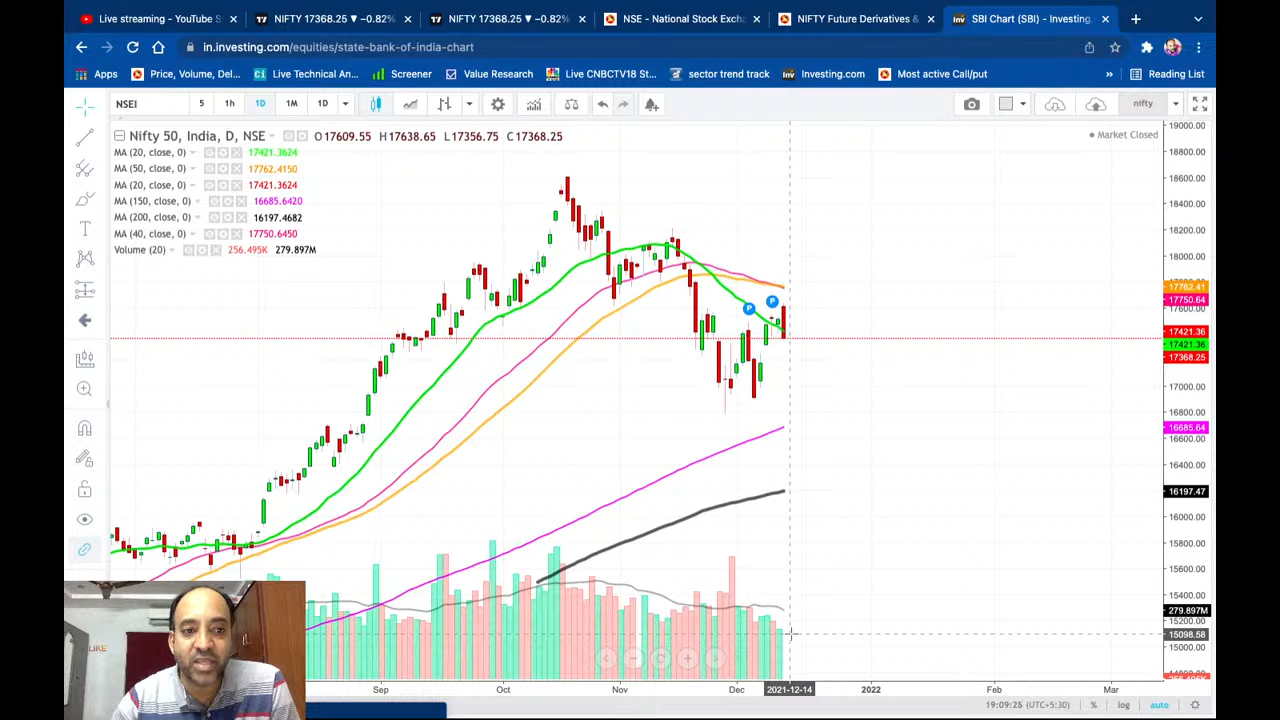 Live streaming - YouTube S
NIFTY 17368.25 ▼ −0.82%
NIFTY 17368.25 ▼ −0.82%
NSE - National Stock Exch
NIFTY Future Derivatives &
SBI Chart (SBI) - Investing.
in.investing.com/equities/state-bank-of-india-chart
Apps
Price, Volume, Del...
Live Technical An...
Screener
Value Research
Live CNBCTV18 St...
sector trend track
Investing.com
Most active Call/put
»
Reading List
NSEI
5
1h
1D
1M
1D
nifty
Nifty 50, India, D, NSE
O17609.55 H17638.65 L17356.75 C17368.25
Market Closed
MA (20, close, 0) 17421.3624
MA (50, close, 0) 17762.4150
MA (20, close, 0) 17421.3624
MA (150, close, 0) 16685.6420
MA (200, close, 0) 16197.4682
MA (40, close, 0) 17750.6450
Volume (20) 256.495K 279.897M
P
P
19000.00
18800.00
18600.00
18400.00
18200.00
18000.00
17762.41
17750.64
17421.36
17421.36
17368.25
17000.00
16800.00
16685.64
16600.00
16400.00
16197.47
16000.00
15800.00
15600.00
15400.00
279.897M
15200.00
15098.58
LIKE
Sep
Oct
Nov
Dec
2021-12-14
2022
Feb
Mar
19:09:25 (UTC+5:30)
%
log
auto